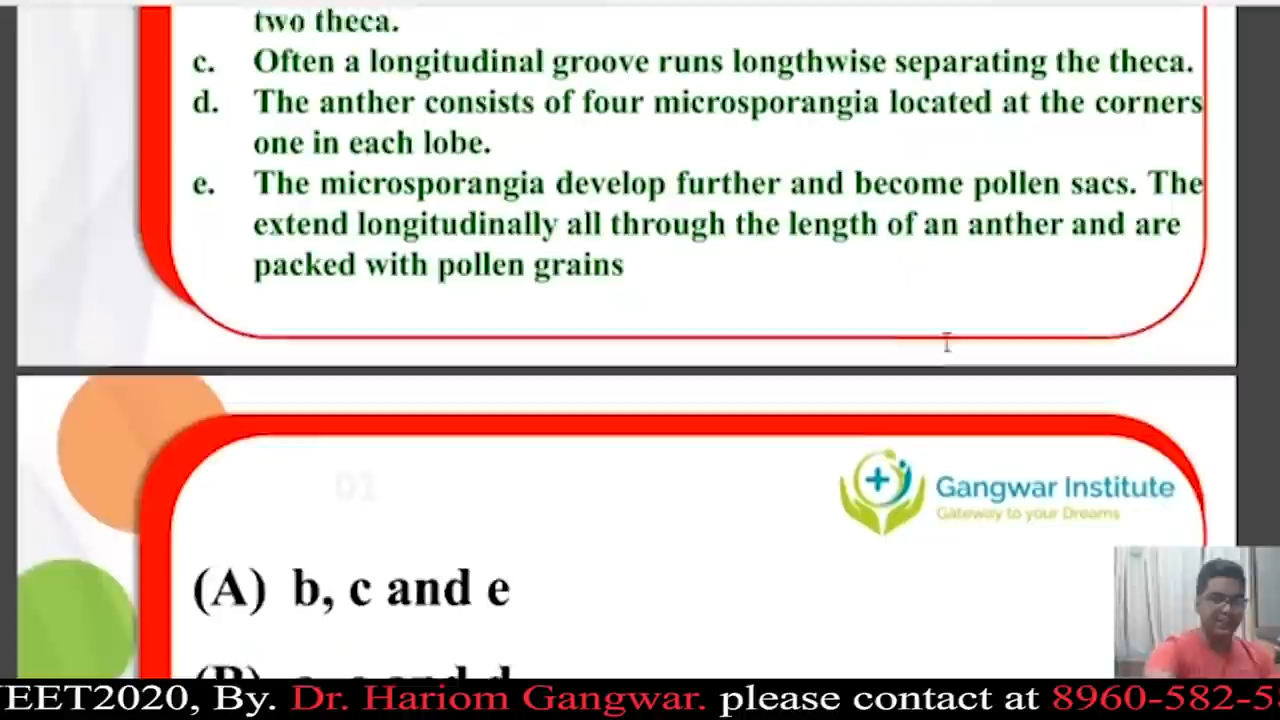 two theca.
c. Often a longitudinal groove runs longthwise separating the theca.
d. The anther consists of four microsporangia located at the corners
one in each lobe.
e. The microsporangia develop further and become pollen sacs. The
extend longitudinally all through the length of an anther and are
packed with pollen grains
01
Gangwar Institute
Gateway to your Dreams
(A) b, c and e
NEET2020, By. Dr. Hariom Gangwar. please contact at 8960-582-5